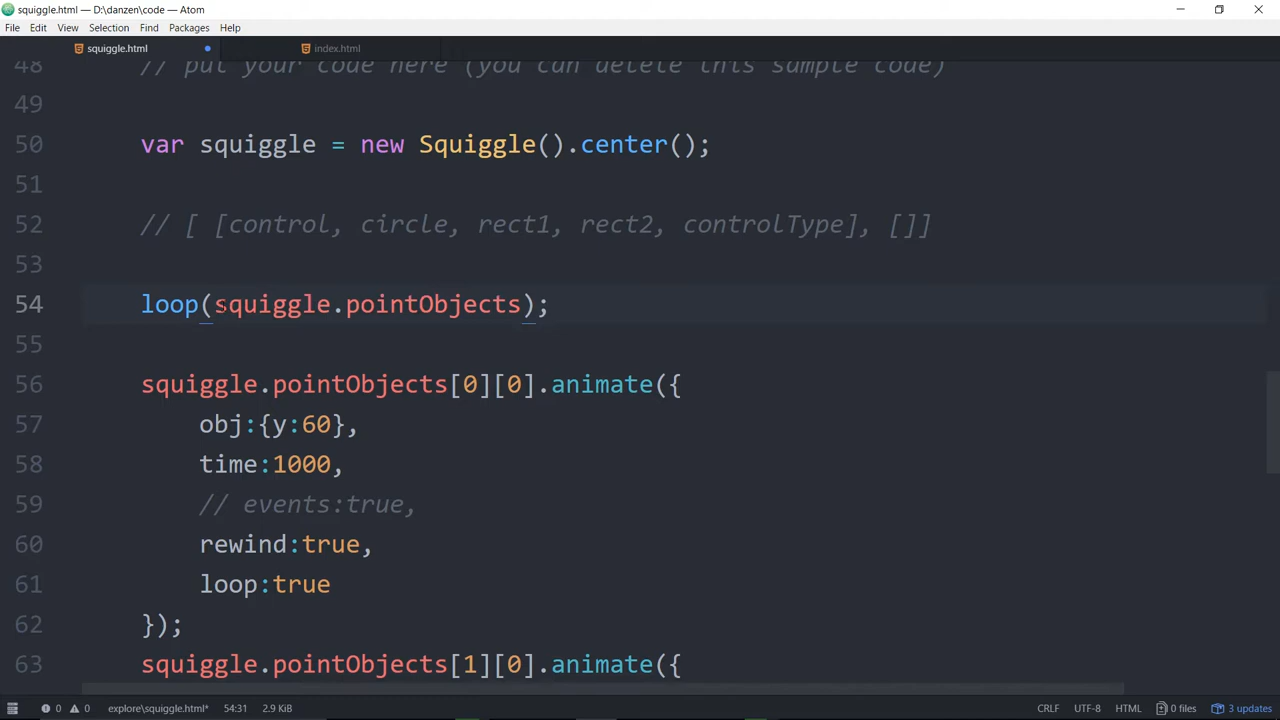 squiggle.html — D:\danzen\code — Atom
File Edit View Selection Find Packages Help
squiggle.html index.html
48 // put your code here (you can delete this sample code)
49
50 var squiggle = new Squiggle().center();
51
52 // [ [control, circle, rect1, rect2, controlType], []]
53
54 loop(squiggle.pointObjects);
55
56 squiggle.pointObjects[0][0].animate({
57 obj:{y:60},
58 time:1000,
59 // events:true,
60 rewind:true,
61 loop:true
62 });
63 squiggle.pointObjects[1][0].animate({
0 0 explore\squiggle.html* 54:31 2.9 KiB CRLF UTF-8 HTML 0 files 3 updates